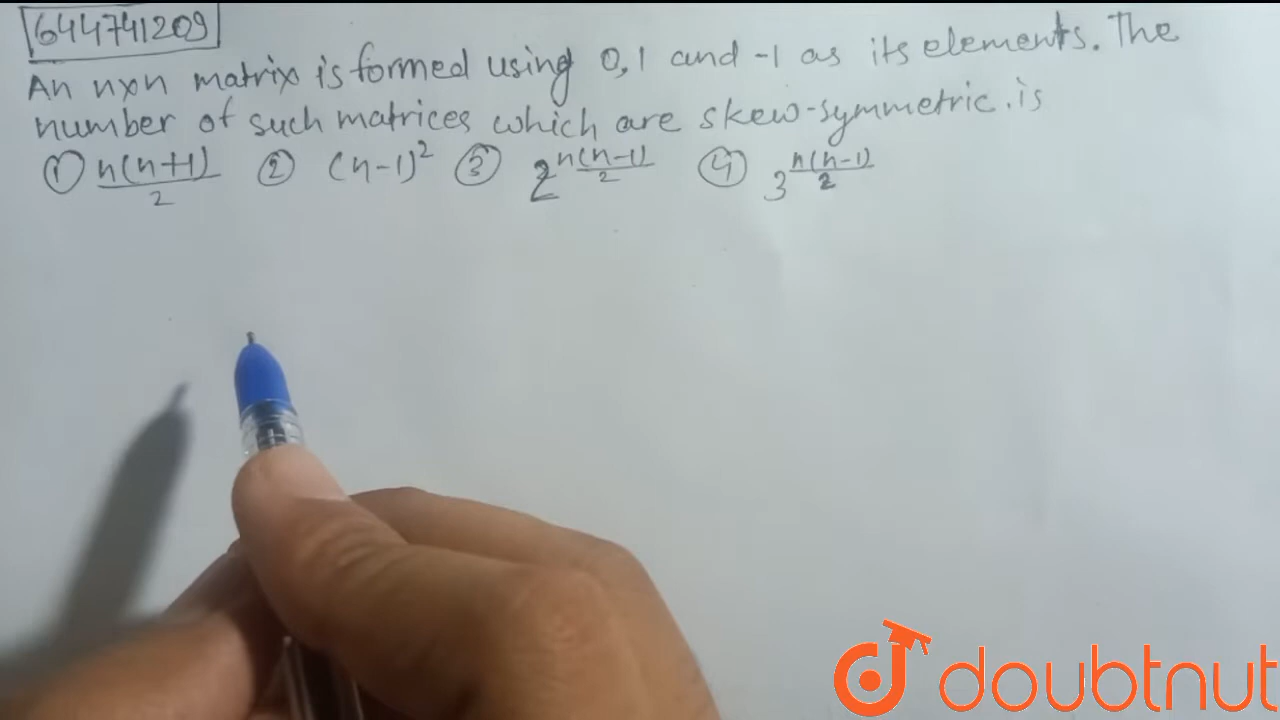 644741209
An nxn matrix is formed using 0,1 and -1 as its elements. The
number of such matrices which are skew-symmetric. is
① n(n+1)/2 ② (n-1)² ③ 2^(n(n-1)/2) ④ 3^(n(n-1)/2)
doubtnut